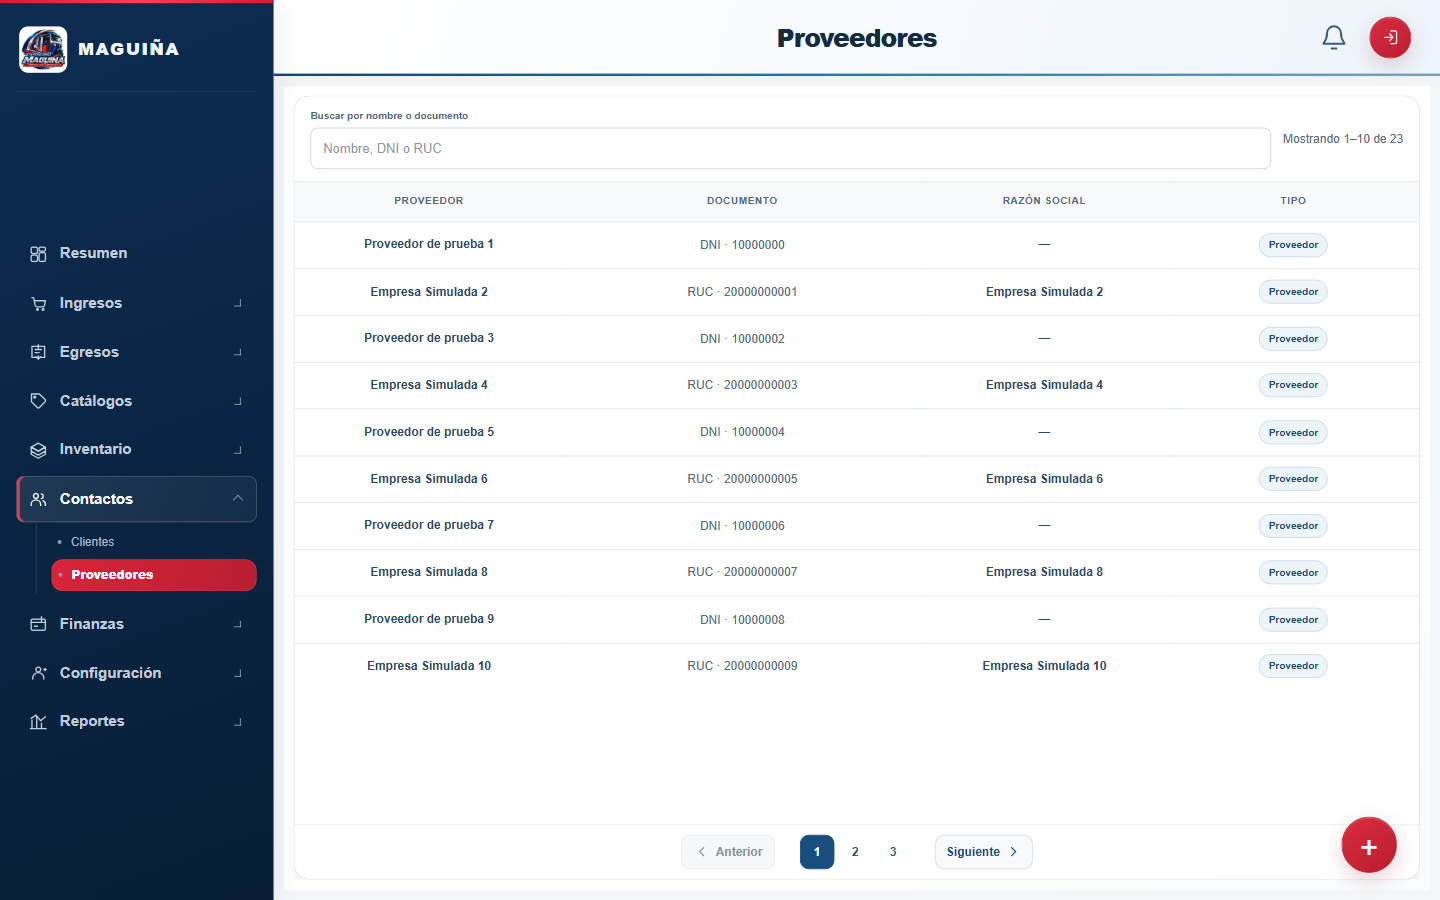 MAGUIÑA
MAGUIÑA
Proveedores
Resumen
Ingresos
Egresos
Catálogos
Inventario
Contactos
Clientes
Proveedores
Finanzas
Configuración
Reportes
Buscar por nombre o documento
Nombre, DNI o RUC
Mostrando 1–10 de 23
PROVEEDOR DOCUMENTO RAZÓN SOCIAL TIPO
Proveedor de prueba 1 DNI · 10000000 — Proveedor
Empresa Simulada 2 RUC · 20000000001 Empresa Simulada 2 Proveedor
Proveedor de prueba 3 DNI · 10000002 — Proveedor
Empresa Simulada 4 RUC · 20000000003 Empresa Simulada 4 Proveedor
Proveedor de prueba 5 DNI · 10000004 — Proveedor
Empresa Simulada 6 RUC · 20000000005 Empresa Simulada 6 Proveedor
Proveedor de prueba 7 DNI · 10000006 — Proveedor
Empresa Simulada 8 RUC · 20000000007 Empresa Simulada 8 Proveedor
Proveedor de prueba 9 DNI · 10000008 — Proveedor
Empresa Simulada 10 RUC · 20000000009 Empresa Simulada 10 Proveedor
Anterior 1 2 3 Siguiente
+